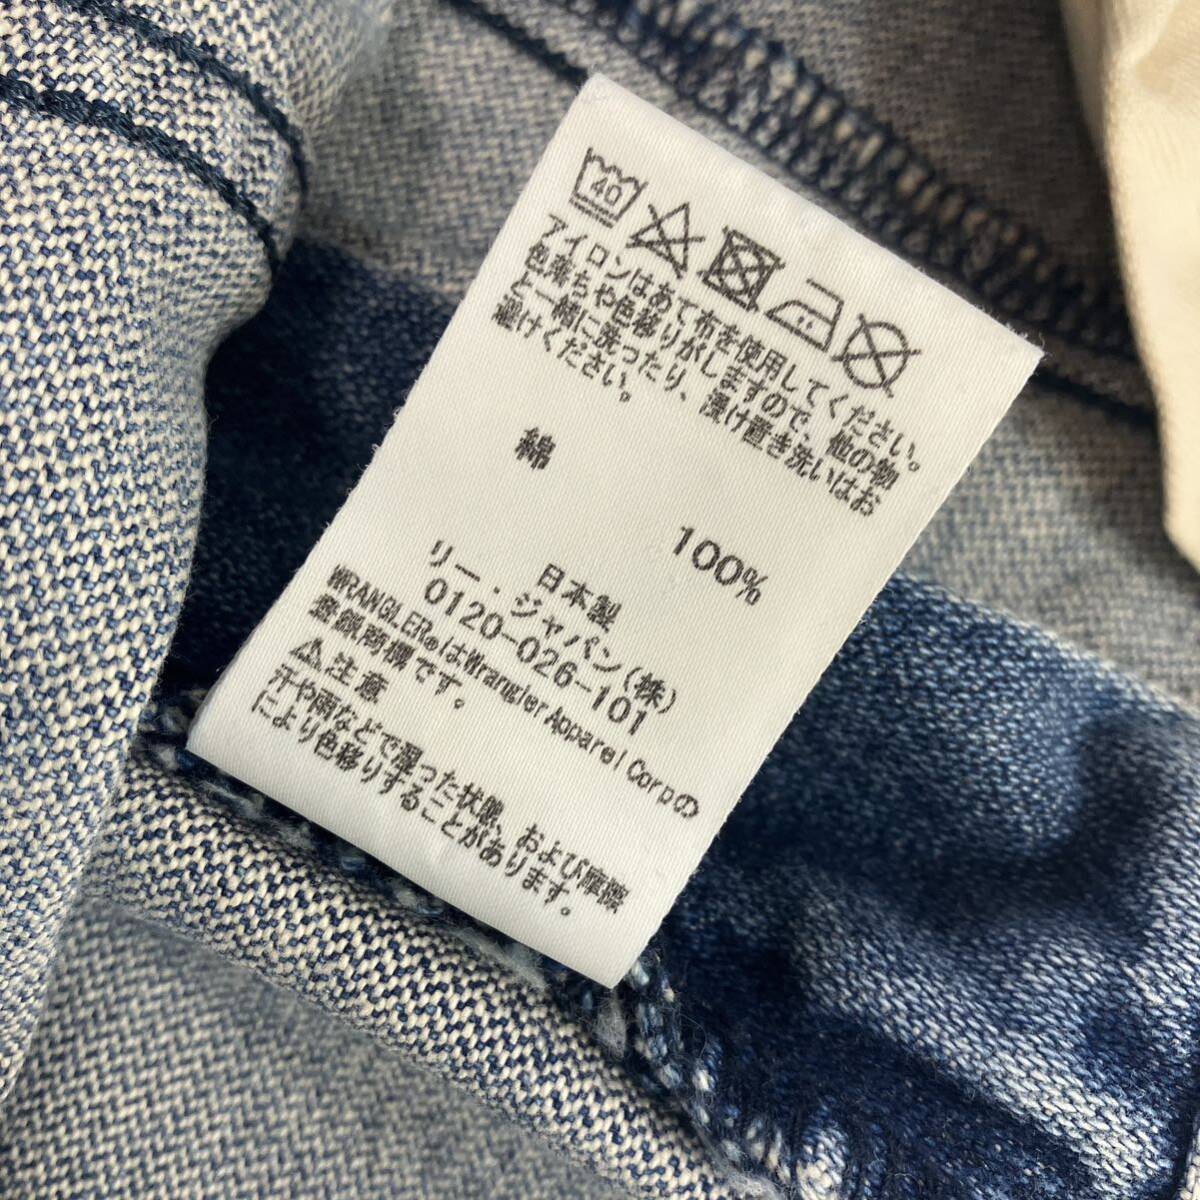 40
アイロンはあて布を使用してください。
色落ちや色移りがしますので、他の物
と一緒に洗ったり、漬け置き洗いはお
避けください。
綿 100%
日本製
リー・ジャパン(株)
0120-026-101
WRANGLER®はWrangler Apparel Corpの
登録商標です。
⚠注意
汗や雨などで湿った状態、および摩擦
により色移りすることがあります。